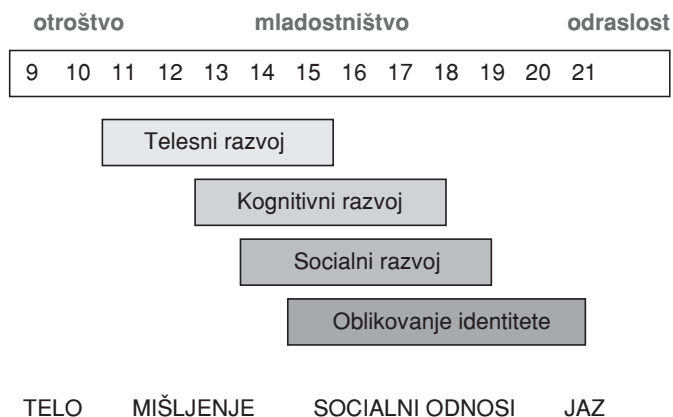 otroštvo mladostništvo odraslost
9 10 11 12 13 14 15 16 17 18 19 20 21
Telesni razvoj
Kognitivni razvoj
Socialni razvoj
Oblikovanje identitete
TELO MIŠLJENJE SOCIALNI ODNOSI JAZ